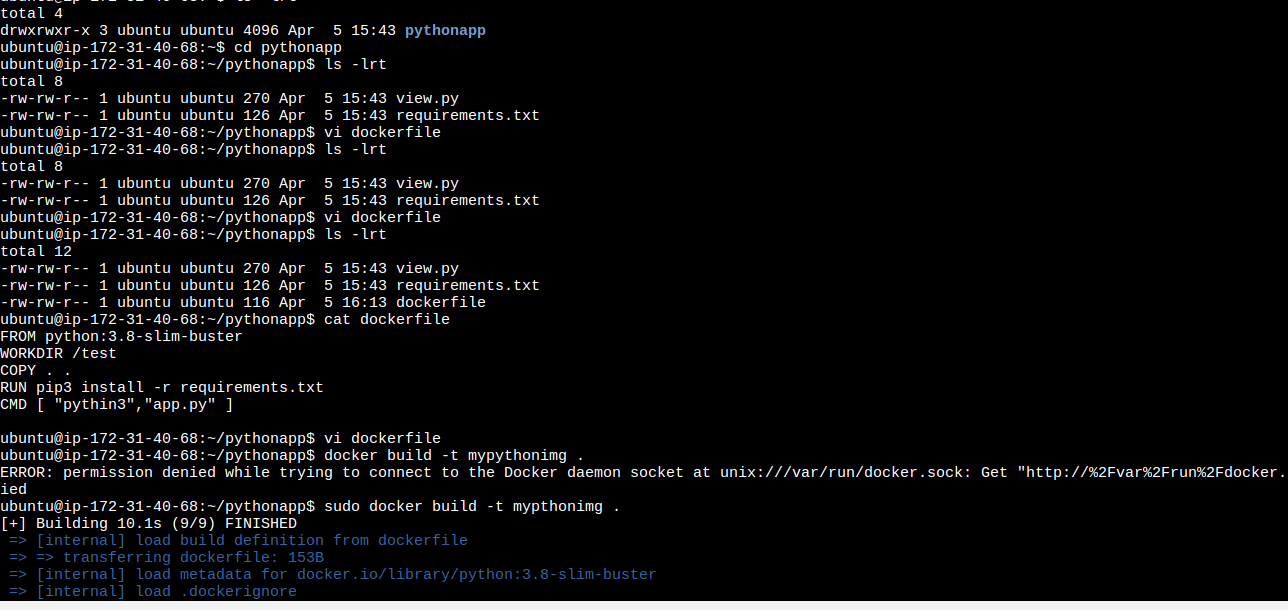 total 4
drwxrwxr-x 3 ubuntu ubuntu 4096 Apr  5 15:43 pythonapp
ubuntu@ip-172-31-40-68:~$ cd pythonapp
ubuntu@ip-172-31-40-68:~/pythonapp$ ls -lrt
total 8
-rw-rw-r-- 1 ubuntu ubuntu 270 Apr  5 15:43 view.py
-rw-rw-r-- 1 ubuntu ubuntu 126 Apr  5 15:43 requirements.txt
ubuntu@ip-172-31-40-68:~/pythonapp$ vi dockerfile
ubuntu@ip-172-31-40-68:~/pythonapp$ ls -lrt
total 8
-rw-rw-r-- 1 ubuntu ubuntu 270 Apr  5 15:43 view.py
-rw-rw-r-- 1 ubuntu ubuntu 126 Apr  5 15:43 requirements.txt
ubuntu@ip-172-31-40-68:~/pythonapp$ vi dockerfile
ubuntu@ip-172-31-40-68:~/pythonapp$ ls -lrt
total 12
-rw-rw-r-- 1 ubuntu ubuntu 270 Apr  5 15:43 view.py
-rw-rw-r-- 1 ubuntu ubuntu 126 Apr  5 15:43 requirements.txt
-rw-rw-r-- 1 ubuntu ubuntu 116 Apr  5 16:13 dockerfile
ubuntu@ip-172-31-40-68:~/pythonapp$ cat dockerfile
FROM python:3.8-slim-buster
WORKDIR /test
COPY . .
RUN pip3 install -r requirements.txt
CMD [ "pythin3","app.py" ]
ubuntu@ip-172-31-40-68:~/pythonapp$ vi dockerfile
ubuntu@ip-172-31-40-68:~/pythonapp$ docker build -t mypythonimg .
ERROR: permission denied while trying to connect to the Docker daemon socket at unix:///var/run/docker.sock: Get "http://%2Fvar%2Frun%2Fdocker.
ied
ubuntu@ip-172-31-40-68:~/pythonapp$ sudo docker build -t mypthonimg .
[+] Building 10.1s (9/9) FINISHED
=> [internal] load build definition from dockerfile
=> => transferring dockerfile: 153B
=> [internal] load metadata for docker.io/library/python:3.8-slim-buster
=> [internal] load .dockerignore